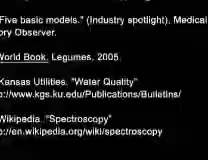 Five basic models." (Industry spotlight). Medical
ory Observer.
World Book. Legumes, 2005.
Kansas Utilities. "Water Quality"
://www.kgs.ku.edu/Publications/Bulletins/
Wikipedia. "Spectroscopy"
://en.wikipedia.org/wiki/spectroscopy